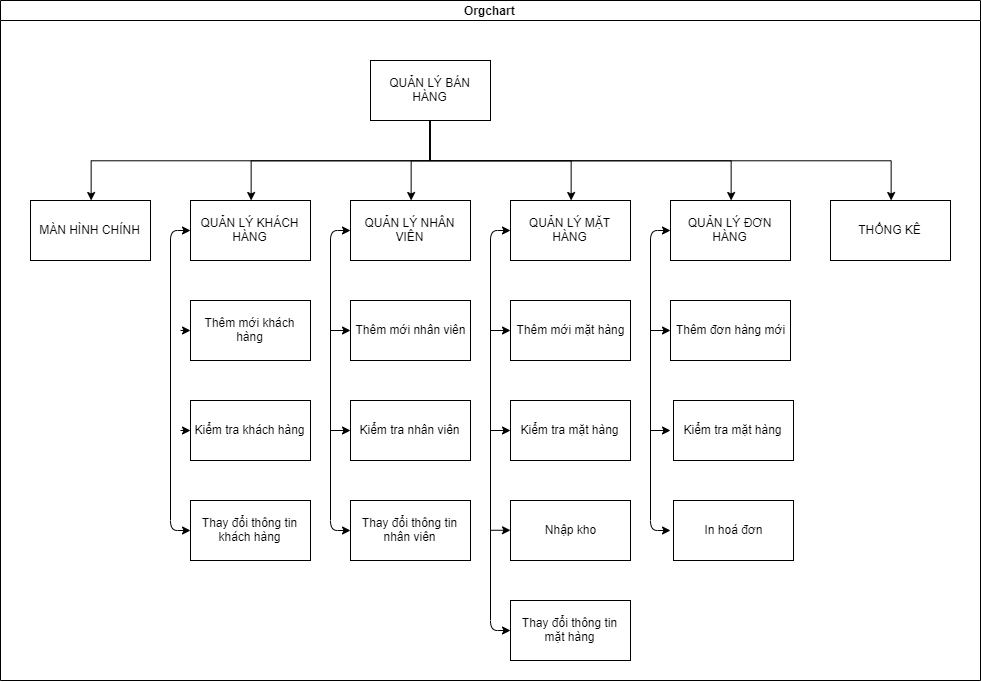 Orgchart
QUẢN LÝ BÁN
HÀNG
MÀN HÌNH CHÍNH
QUẢN LÝ KHÁCH
HÀNG
QUẢN LÝ NHÂN
VIÊN
QUẢN LÝ MẶT
HÀNG
QUẢN LÝ ĐƠN
HÀNG
THỐNG KÊ
Thêm mới khách
hàng
Thêm mới nhân viên
Thêm mới mặt hàng
Thêm đơn hàng mới
Kiểm tra khách hàng
Kiểm tra nhân viên
Kiểm tra mặt hàng
Kiểm tra mặt hàng
Thay đổi thông tin
khách hàng
Thay đổi thông tin
nhân viên
Nhập kho
In hoá đơn
Thay đổi thông tin
mặt hàng